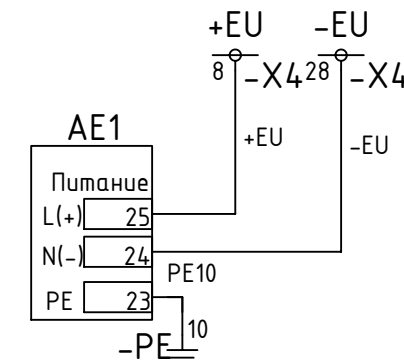 +EU -EU
8 -X4 28 -X4
+EU
-EU
AE1
Питание
L(+) 25
N(-) 24
PE10
PE 23
10
-PE